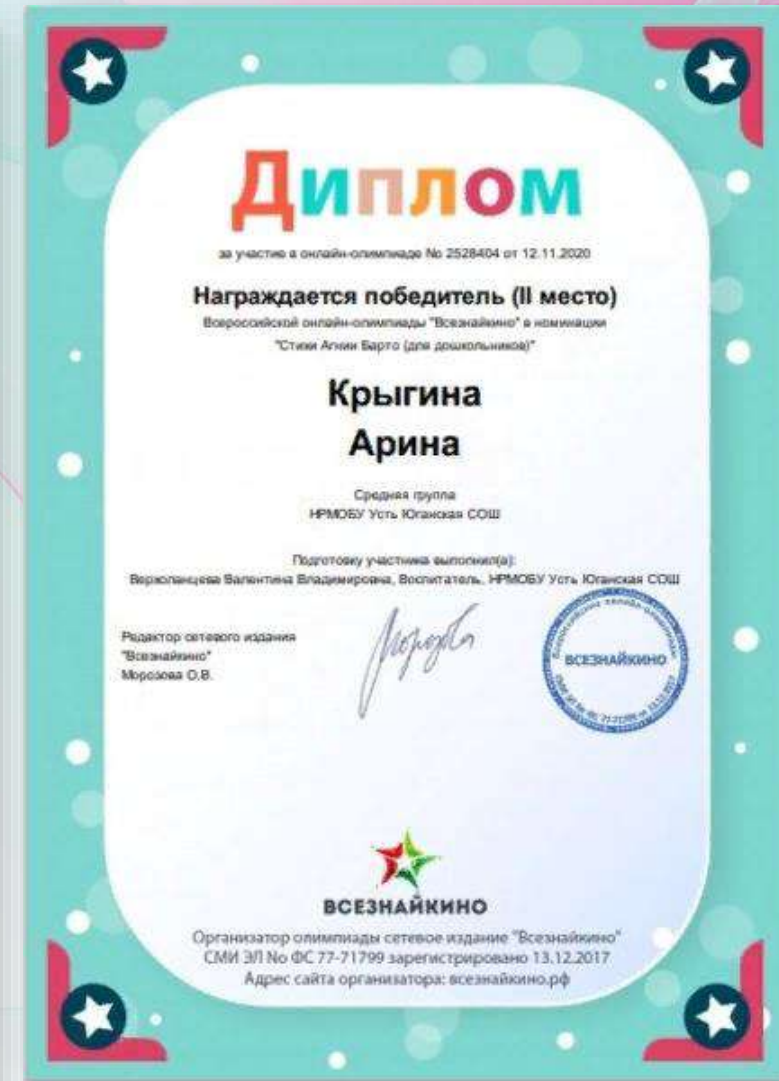 Диплом
за участие в онлайн-олимпиаде No 2528404 от 12.11.2020
Награждается победитель (II место)
Всероссийской онлайн-олимпиады "Всезнайкино" в номинации
"Стихи Агнии Барто (для дошкольников)"
Крыгина
Арина
Средняя группа
НРМОБУ Усть Юганская СОШ
Подготовку участника выполнил(а):
Верхоланцева Валентина Владимировна, Воспитатель, НРМОБУ Усть Юганская СОШ
Редактор сетевого издания
"Всезнайкино"
Морозова О.В.
ВСЕЗНАЙКИНО
ВСЕЗНАЙКИНО
Организатор олимпиады сетевое издание "Всезнайкино"
СМИ ЭЛ No ФС 77-71799 зарегистрировано 13.12.2017
Адрес сайта организатора: всезнайкино.рф